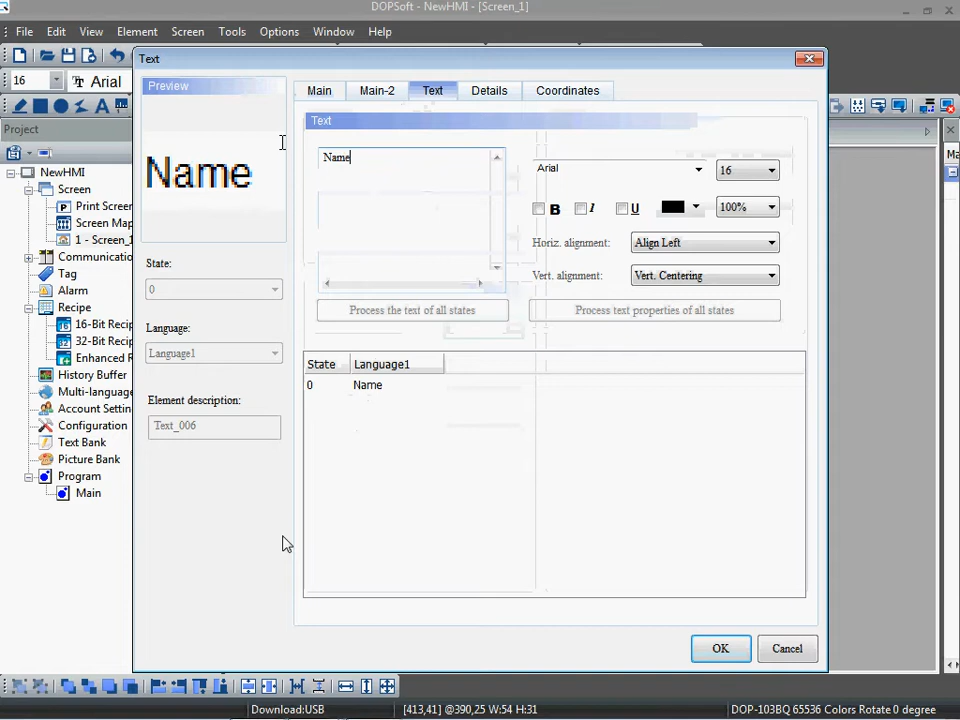 DOPSoft - NewHMI - [Screen_1]
File Edit View Element Screen Tools Options Window Help
Text
16 Arial
Preview
Main Main-2 Text Details Coordinates
Project
Text
Name
Name
Arial 16
NewHMI
Screen
Print Screen
Screen Map
1 - Screen_1
B I U 100%
Horiz. alignment: Align Left
State:
Communicatio
Tag
0
Vert. alignment: Vert. Centering
Alarm
Recipe
Process the text of all states Process text properties of all states
16-Bit Recip
Language:
32-Bit Recip
Language1
Enhanced R
State Language1
0 Name
History Buffer
Multi-language
Element description:
Account Settin
Text_006
Configuration
Text Bank
Picture Bank
Program
Main
OK Cancel
Download:USB [413,41] @390,25 W:54 H:31 DOP-103BQ 65536 Colors Rotate 0 degree